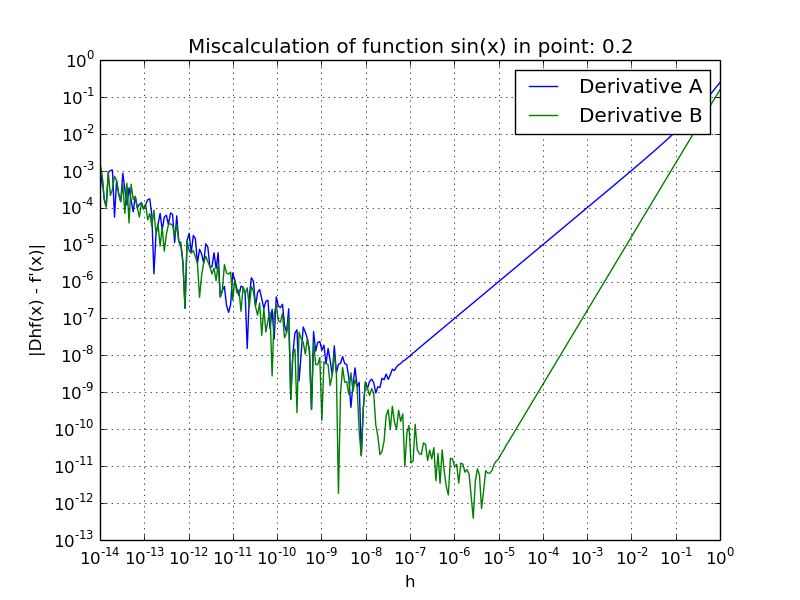 Miscalculation of function sin(x) in point: 0.2
Derivative A
Derivative B
10^0
10^-1
10^-2
10^-3
10^-4
10^-5
10^-6
10^-7
10^-8
10^-9
10^-10
10^-11
10^-12
10^-13
|Dhf(x) - f'(x)|
10^-14 10^-13 10^-12 10^-11 10^-10 10^-9 10^-8 10^-7 10^-6 10^-5 10^-4 10^-3 10^-2 10^-1 10^0
h